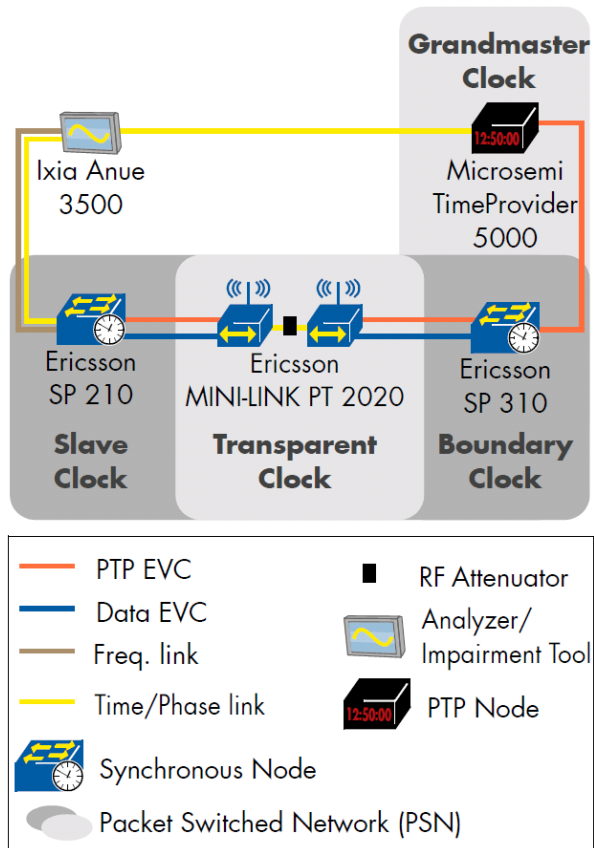 Grandmaster
Clock
12:50:00
Ixia Anue
3500
Microsemi
TimeProvider
5000
Ericsson
SP 210
Ericsson
MINI-LINK PT 2020
Ericsson
SP 310
Slave
Clock
Transparent
Clock
Boundary
Clock
PTP EVC
Data EVC
Freq. link
Time/Phase link
Synchronous Node
Packet Switched Network (PSN)
RF Attenuator
Analyzer/
Impairment Tool
12:50:00
PTP Node